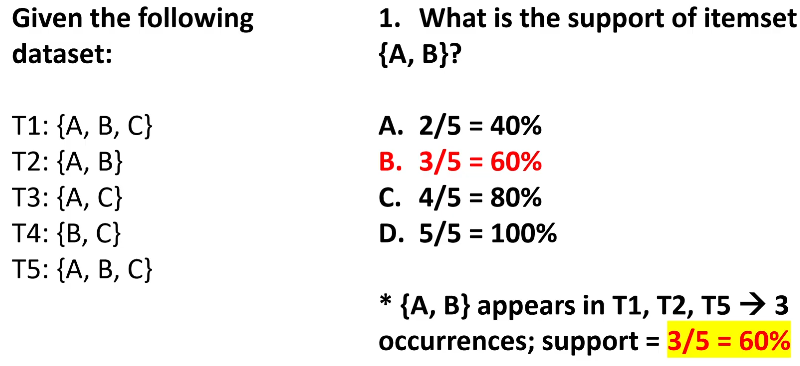 Given the following
dataset:
T1: {A, B, C}
T2: {A, B}
T3: {A, C}
T4: {B, C}
T5: {A, B, C}
1. What is the support of itemset
{A, B}?
A. 2/5 = 40%
B. 3/5 = 60%
C. 4/5 = 80%
D. 5/5 = 100%
* {A, B} appears in T1, T2, T5 → 3
occurrences; support = 3/5 = 60%